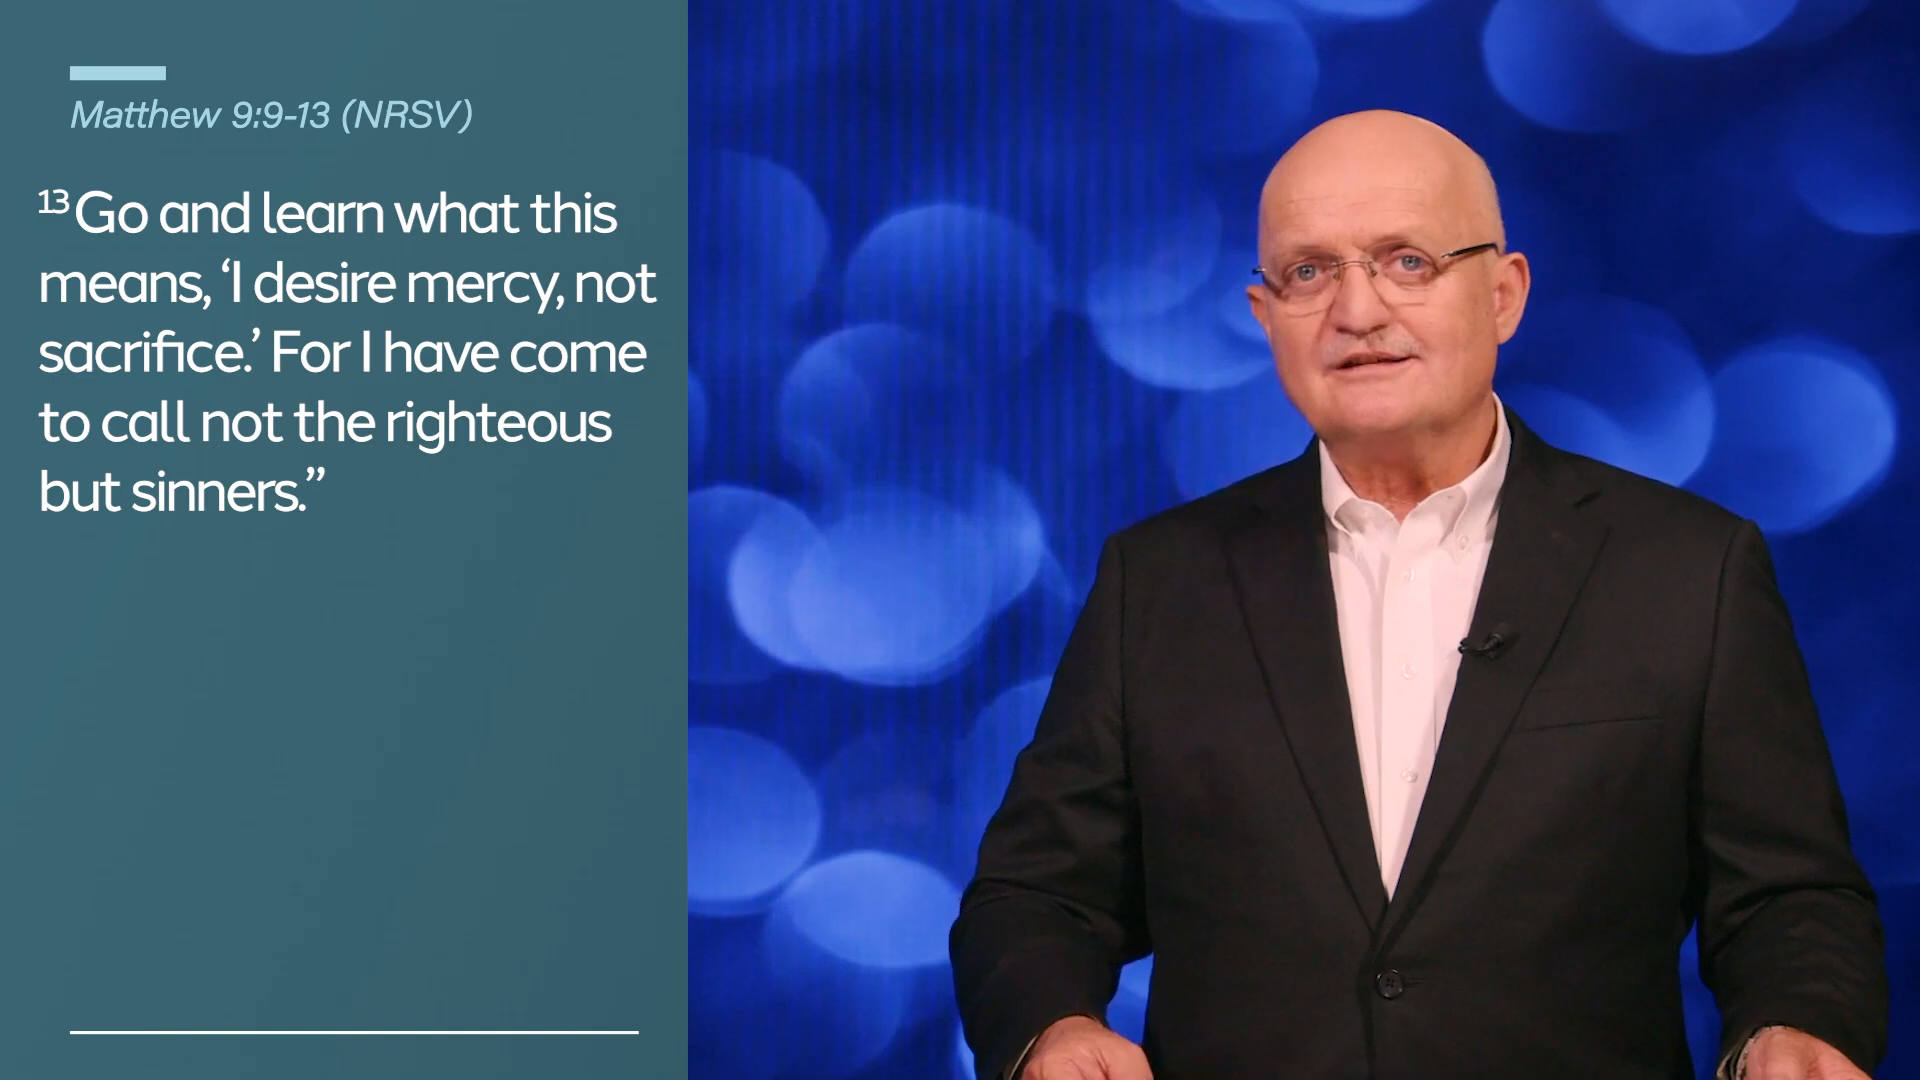 Matthew 9:9-13 (NRSV)
¹³Go and learn what this
means, ‘I desire mercy, not
sacrifice.’ For I have come
to call not the righteous
but sinners.”